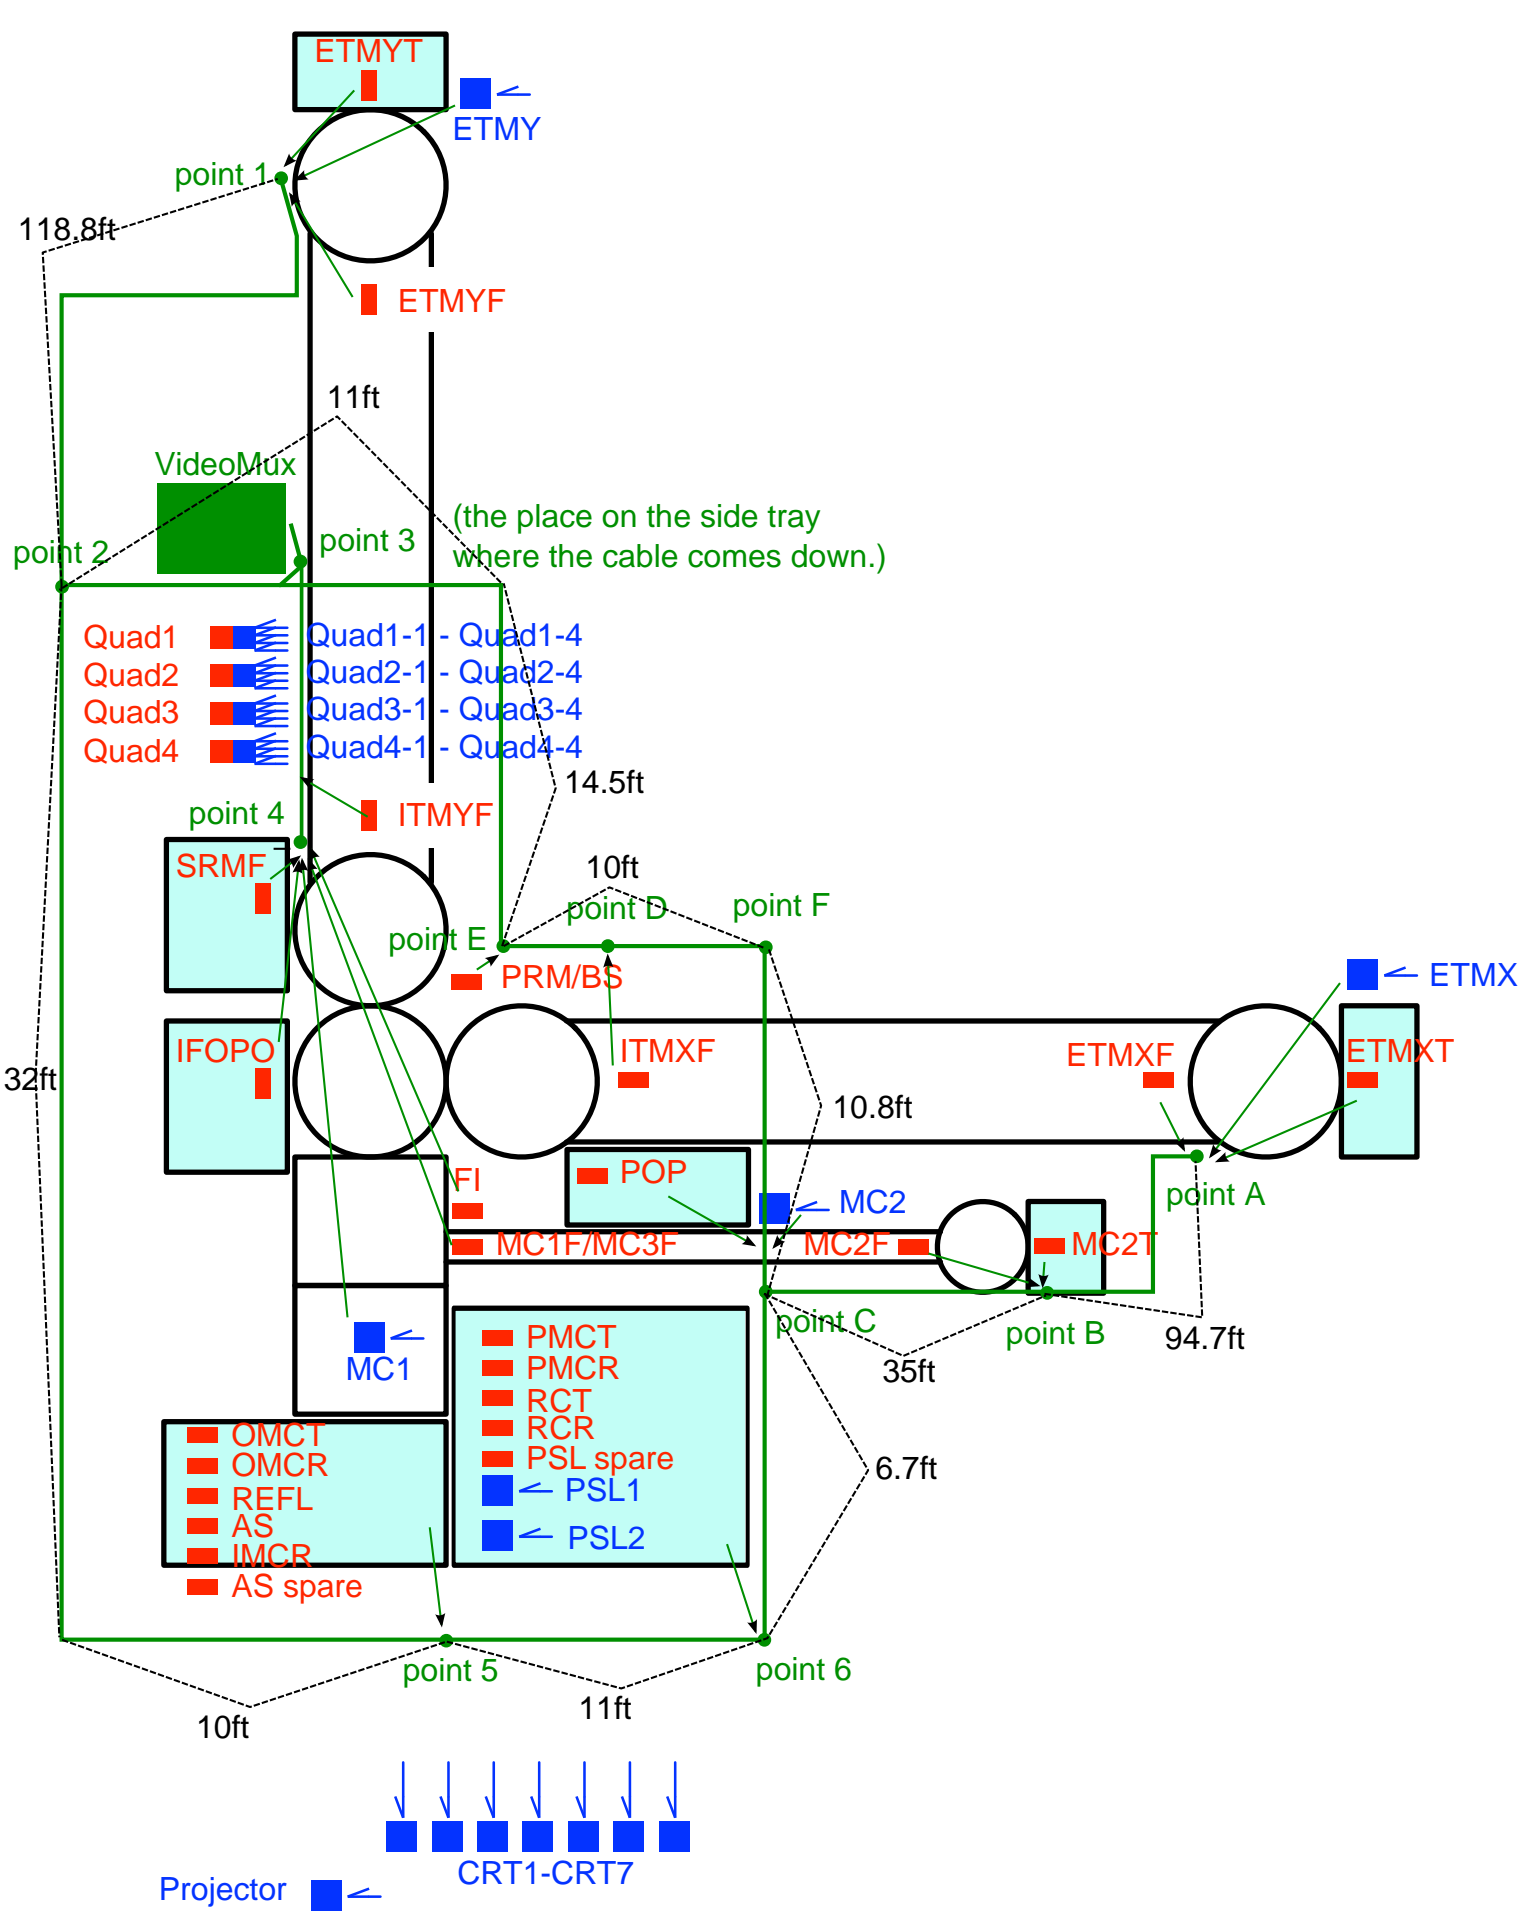 ETMYT
ETMY
point 1
118.8ft
ETMYF
11ft
VideoMux
point 2
point 3
(the place on the side tray
where the cable comes down.)
Quad1
Quad1-1 - Quad1-4
Quad2
Quad2-1 - Quad2-4
Quad3
Quad3-1 - Quad3-4
Quad4
Quad4-1 - Quad4-4
14.5ft
point 4
ITMYF
SRMF
10ft
point D
point F
point E
PRM/BS
ETMX
IFOPO
ITMXF
ETMXF
ETMXT
32ft
10.8ft
FI
POP
point A
MC2
MC1F/MC3F
MC2F
MC2T
point C
point B
94.7ft
MC1
35ft
PMCT
PMCR
RCT
RCR
PSL spare
PSL1
PSL2
6.7ft
OMCT
OMCR
REFL
AS
IMCR
AS spare
point 5
point 6
10ft
11ft
CRT1-CRT7
Projector